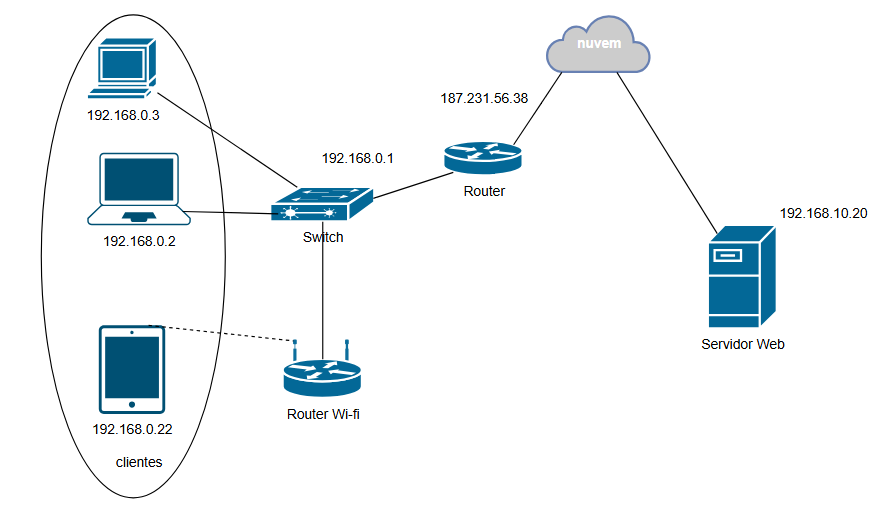 nuvem
187.231.56.38
192.168.0.3
192.168.0.1
Router
192.168.10.20
192.168.0.2
Switch
Servidor Web
Router Wi-fi
192.168.0.22
clientes